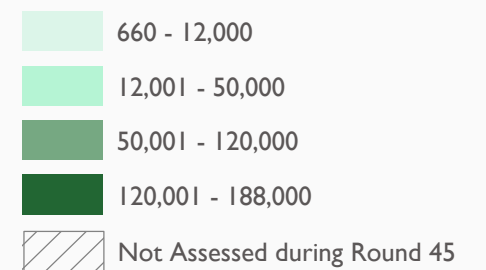 660 - 12,000
12,001 - 50,000
50,001 - 120,000
120,001 - 188,000
Not Assessed during Round 45